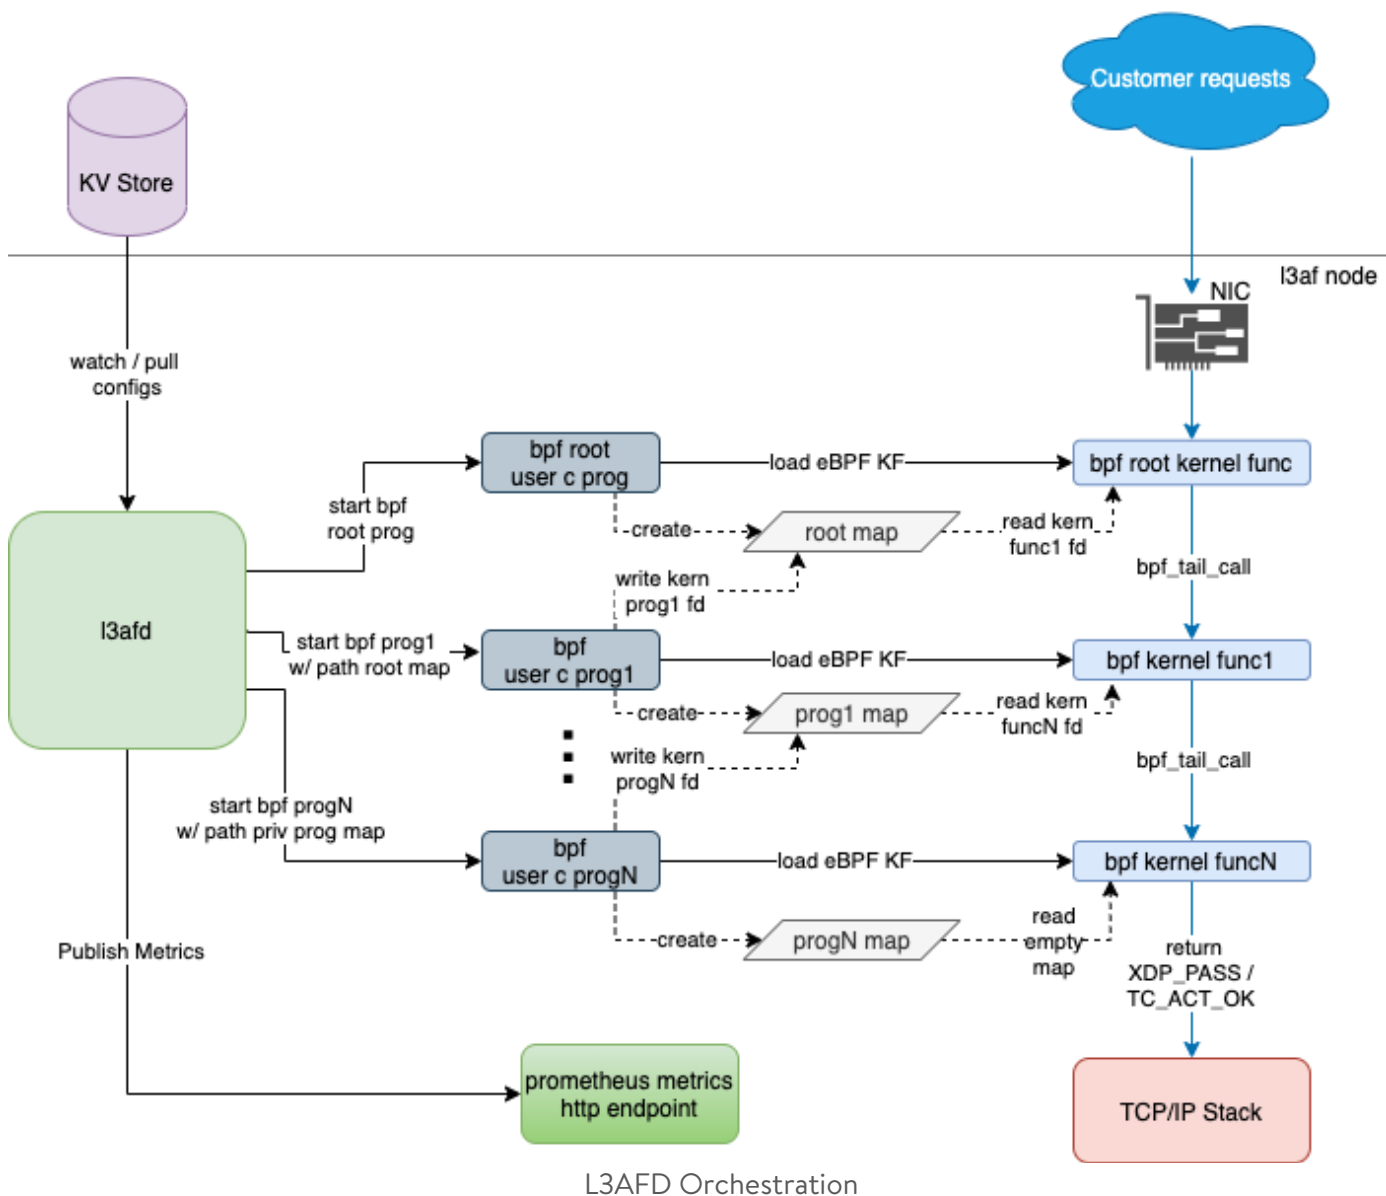 Customer requests
KV Store
l3af node
NIC
watch / pull
configs
bpf root
user c prog
load eBPF KF
bpf root kernel func
start bpf
root prog
create
root map
read kern
func1 fd
bpf_tail_call
write kern
prog1 fd
l3afd
start bpf prog1
w/ path root map
bpf
user c prog1
load eBPF KF
bpf kernel func1
create
prog1 map
read kern
funcN fd
bpf_tail_call
write kern
progN fd
start bpf progN
w/ path priv prog map
bpf
user c progN
load eBPF KF
bpf kernel funcN
create
progN map
read
empty
map
Publish Metrics
return
XDP_PASS /
TC_ACT_OK
prometheus metrics
http endpoint
TCP/IP Stack
L3AFD Orchestration